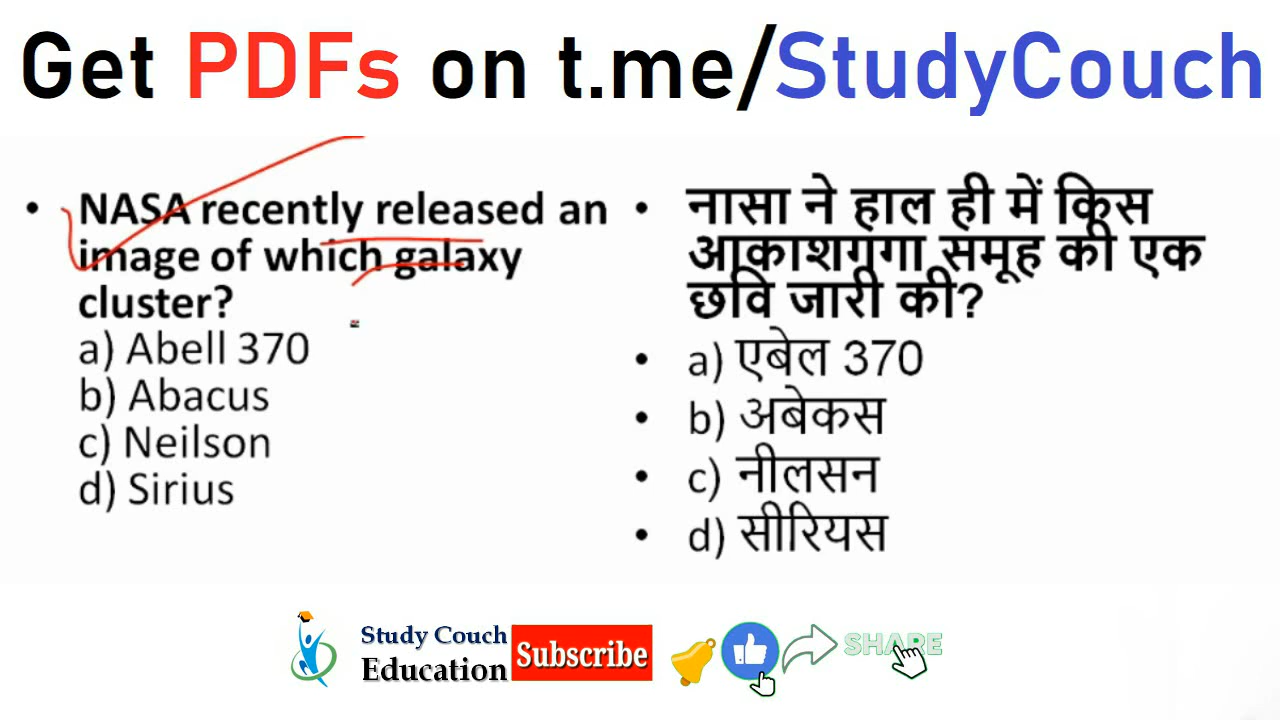 Get PDFs on t.me/StudyCouch
• NASA recently released an
image of which galaxy
cluster?
a) Abell 370
b) Abacus
c) Neilson
d) Sirius
• नासा ने हाल ही में किस
आकाशगंगा समूह की एक
छवि जारी की?
• a) एबेल 370
• b) अबेकस
• c) नीलसन
• d) सीरियस
Study Couch
Education
Subscribe
SHARE